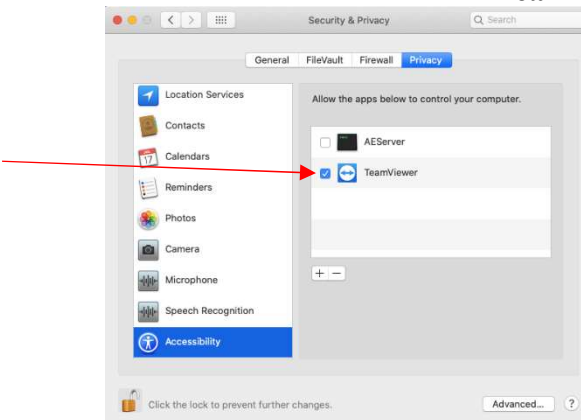 Security & Privacy
Search
General FileVault Firewall Privacy
Location Services
Contacts
17
Calendars
Reminders
Photos
Camera
Microphone
Speech Recognition
Accessibility
Allow the apps below to control your computer.
AEServer
TeamViewer
+ −
Click the lock to prevent further changes.
Advanced...
?